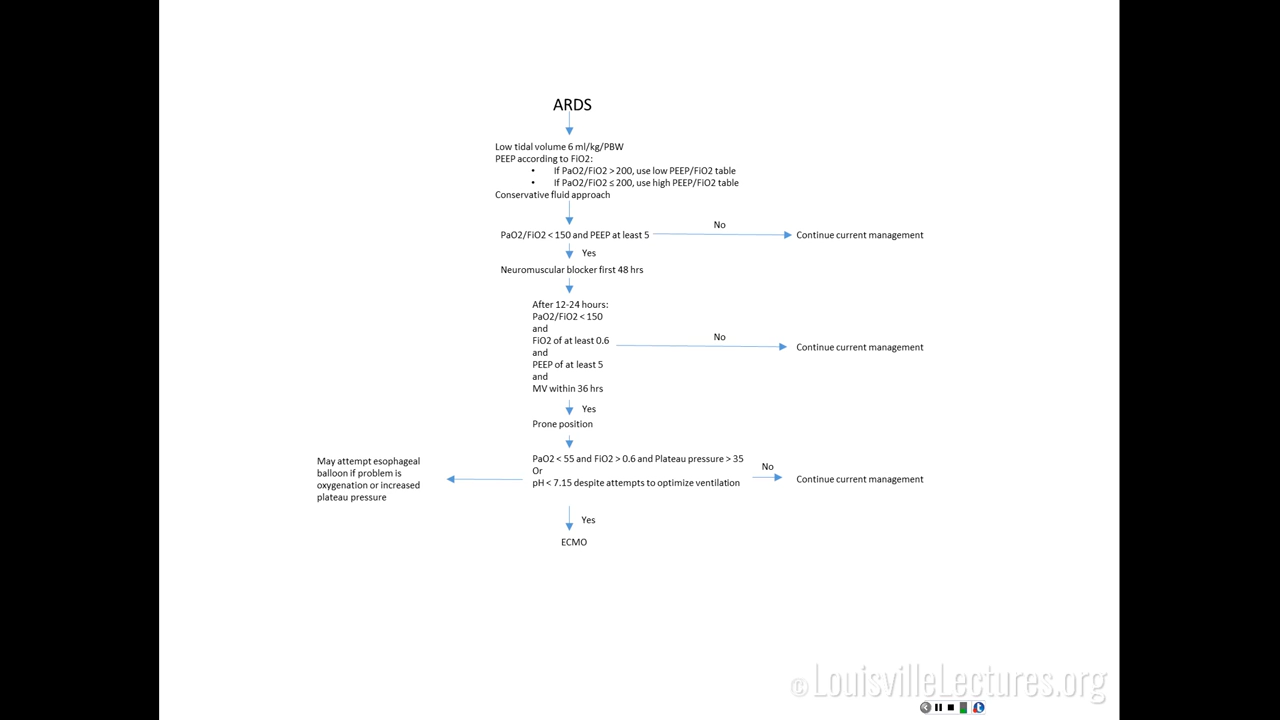 ARDS
Low tidal volume 6 ml/kg/PBW
PEEP according to FiO2:
• If PaO2/FiO2 > 200, use low PEEP/FiO2 table
• If PaO2/FiO2 ≤ 200, use high PEEP/FiO2 table
Conservative fluid approach
PaO2/FiO2 < 150 and PEEP at least 5
No
Continue current management
Yes
Neuromuscular blocker first 48 hrs
After 12-24 hours:
PaO2/FiO2 < 150
and
FiO2 of at least 0.6
and
PEEP of at least 5
and
MV within 36 hrs
No
Continue current management
Yes
Prone position
PaO2 < 55 and FiO2 > 0.6 and Plateau pressure > 35
Or
pH < 7.15 despite attempts to optimize ventilation
No
Continue current management
May attempt esophageal
balloon if problem is
oxygenation or increased
plateau pressure
Yes
ECMO
© LouisvilleLectures.org